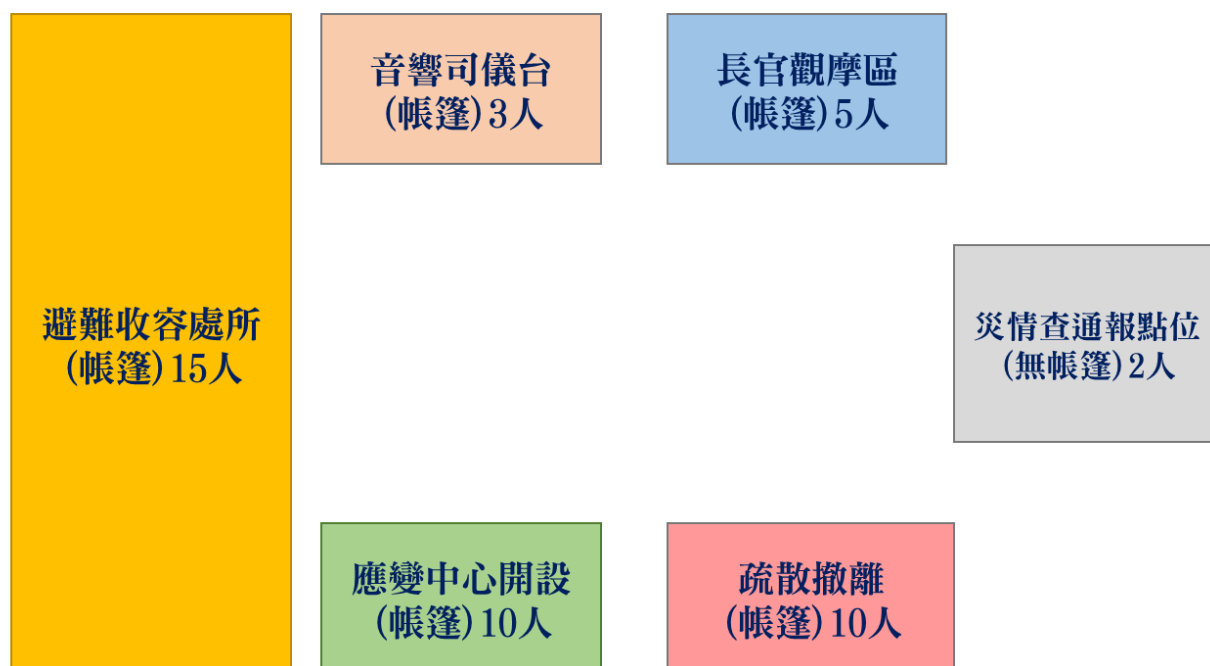 音響司儀台
(帳篷)3人
長官觀摩區
(帳篷)5人
避難收容處所
(帳篷)15人
災情查通報點位
(無帳篷)2人
應變中心開設
(帳篷)10人
疏散撤離
(帳篷)10人